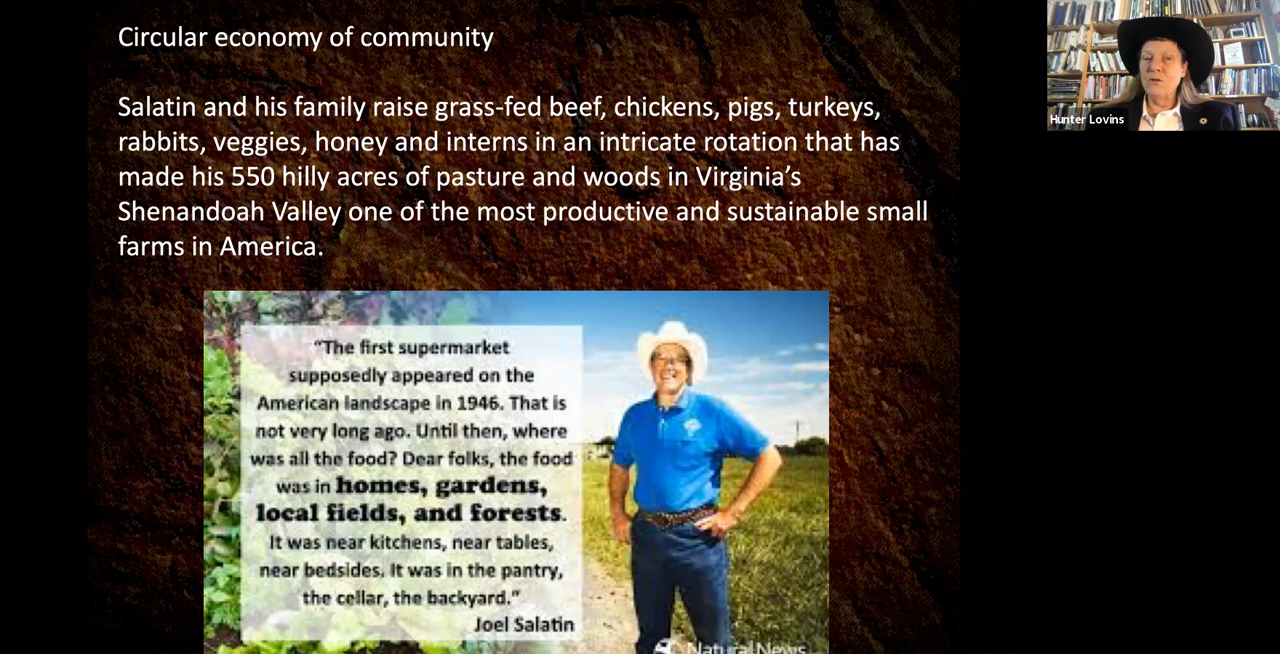 Circular economy of community
Salatin and his family raise grass-fed beef, chickens, pigs, turkeys,
rabbits, veggies, honey and interns in an intricate rotation that has
made his 550 hilly acres of pasture and woods in Virginia’s
Shenandoah Valley one of the most productive and sustainable small
farms in America.
“The first supermarket
supposedly appeared on the
American landscape in 1946. That is
not very long ago. Until then, where
was all the food? Dear folks, the food
was in homes, gardens,
local fields, and forests.
It was near kitchens, near tables,
near bedsides. It was in the pantry,
the cellar, the backyard.”
Joel Salatin
NaturalNews
Hunter Lovins